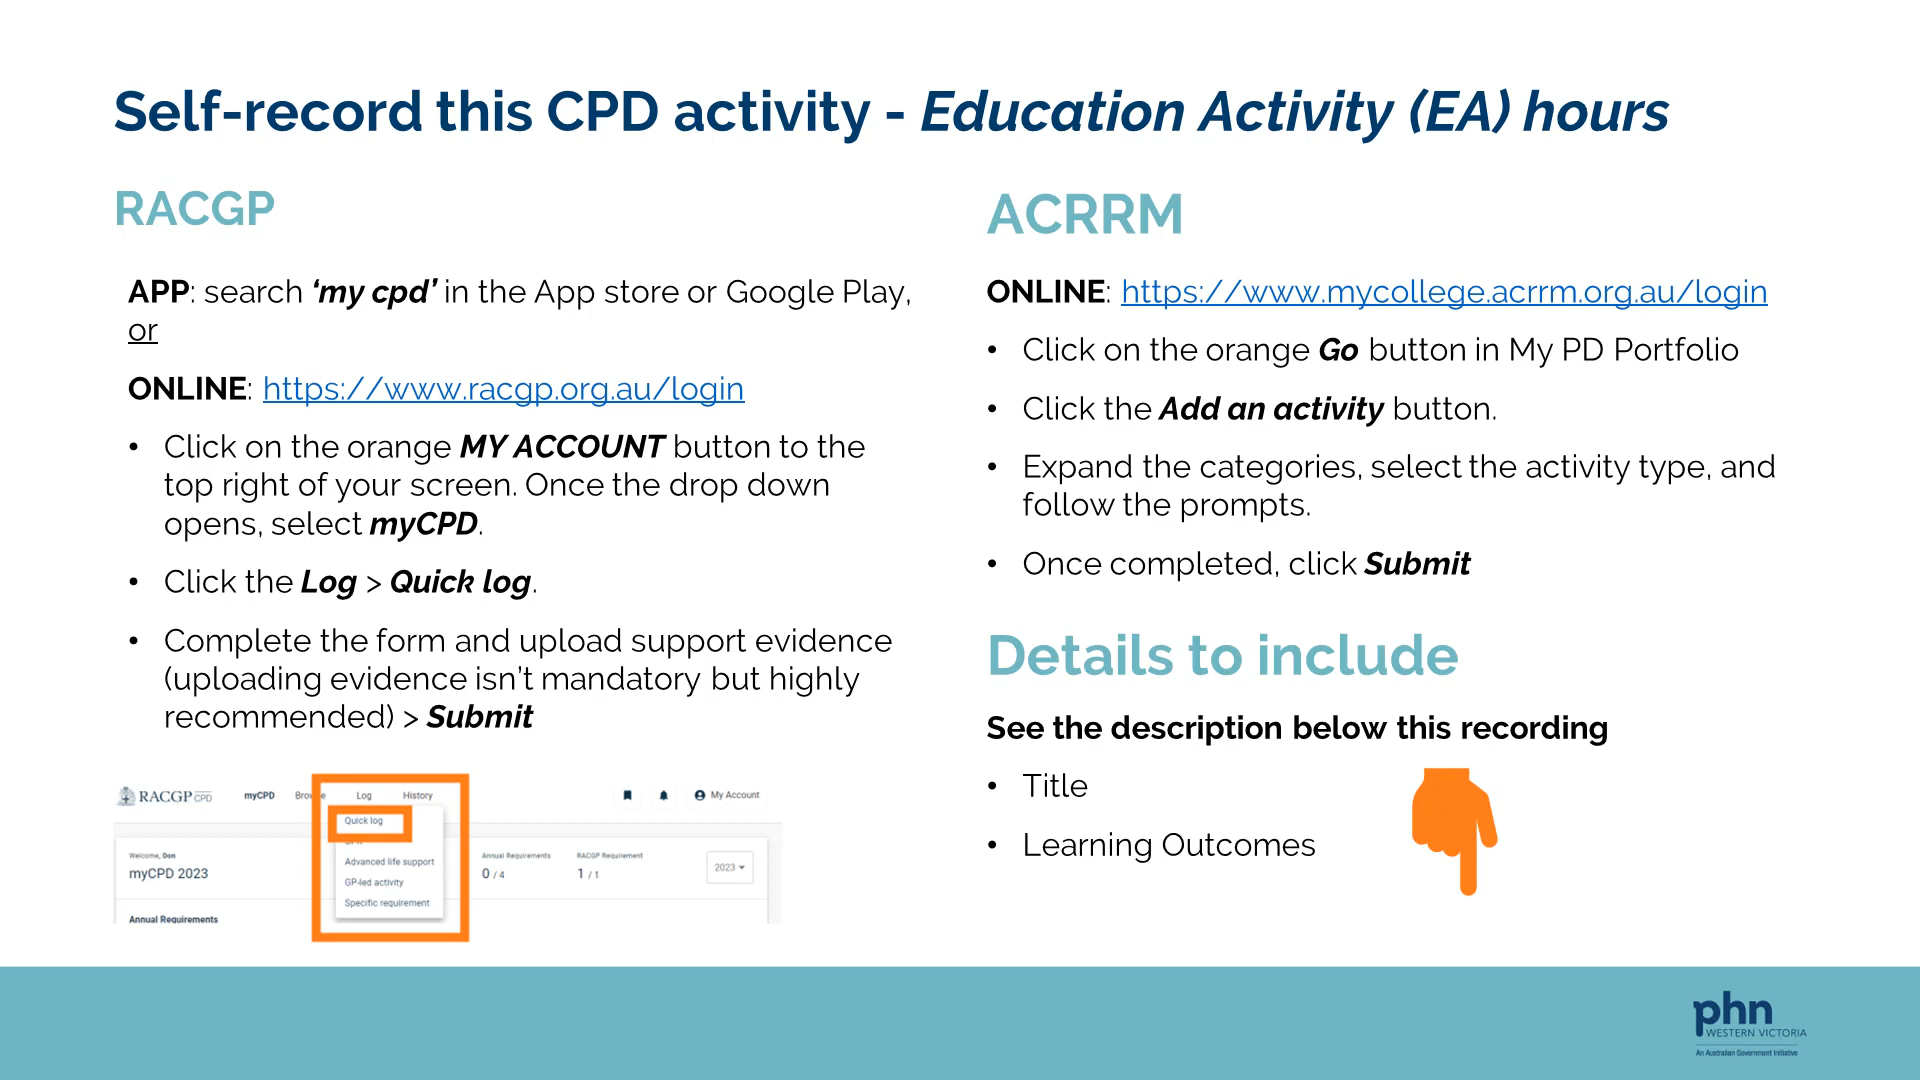 Self-record this CPD activity - Education Activity (EA) hours
RACGP
APP: search ‘my cpd’ in the App store or Google Play,
or
ONLINE: https://www.racgp.org.au/login
• Click on the orange MY ACCOUNT button to the
top right of your screen. Once the drop down
opens, select myCPD.
• Click the Log > Quick log.
• Complete the form and upload support evidence
(uploading evidence isn’t mandatory but highly
recommended) > Submit
RACGP CPD myCPD Log History My Account
Quick log
Advanced life support
GP-led activity
Specific requirement
Welcome, Don
myCPD 2023
Annual Requirements
0 / 4
RACGP Requirement
1 / 1
2023
Annual Requirements
ACRRM
ONLINE: https://www.mycollege.acrrm.org.au/login
• Click on the orange Go button in My PD Portfolio
• Click the Add an activity button.
• Expand the categories, select the activity type, and
follow the prompts.
• Once completed, click Submit
Details to include
See the description below this recording
• Title
• Learning Outcomes
phn
WESTERN VICTORIA
An Australian Government Initiative